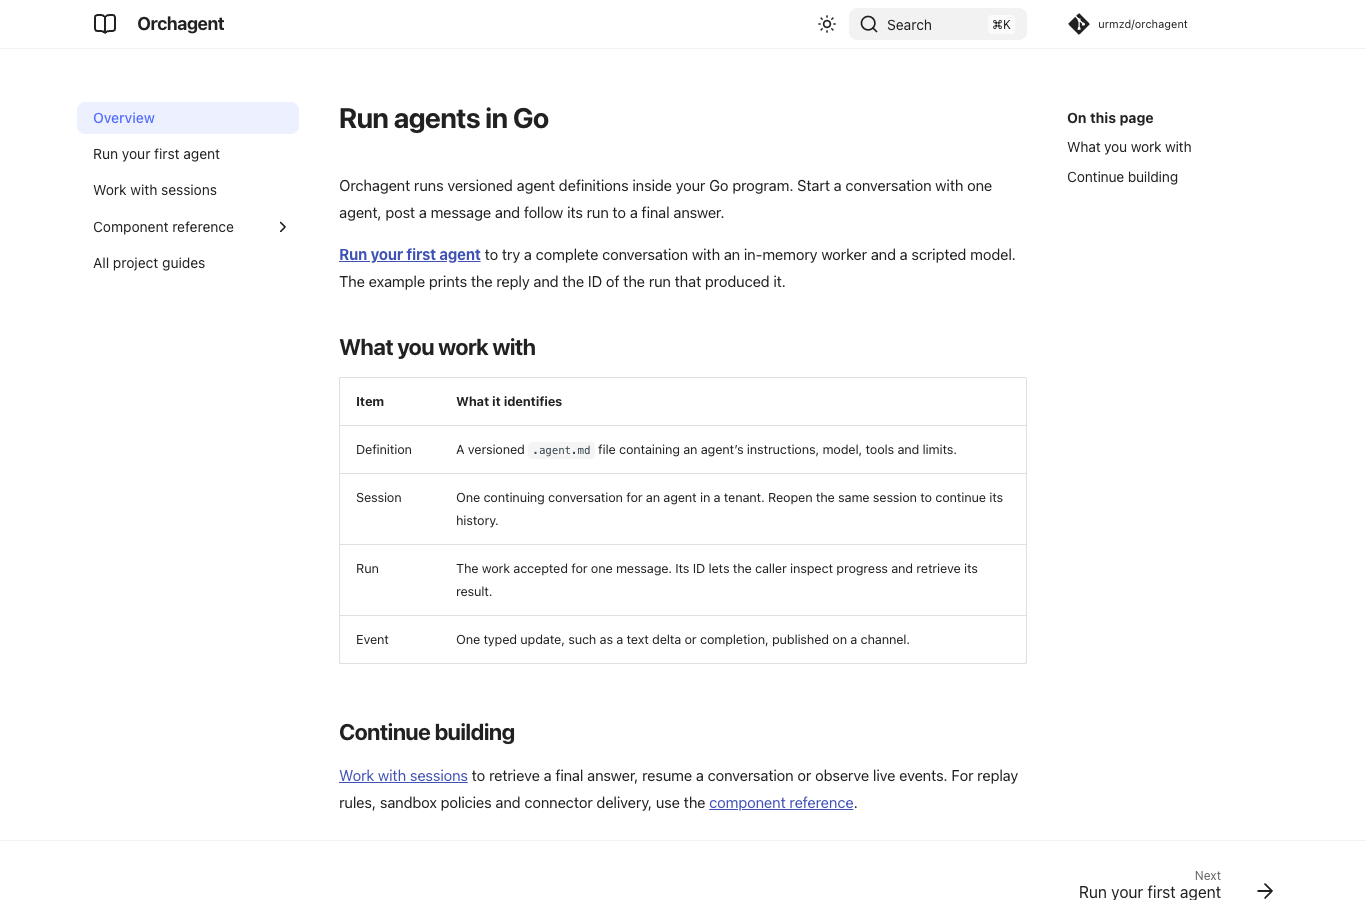 Orchagent
Search
⌘K
urmzd/orchagent
Overview
Run your first agent
Work with sessions
Component reference
All project guides
Run agents in Go
Orchagent runs versioned agent definitions inside your Go program. Start a conversation with one
agent, post a message and follow its run to a final answer.
Run your first agent to try a complete conversation with an in-memory worker and a scripted model.
The example prints the reply and the ID of the run that produced it.
What you work with
Item What it identifies
Definition A versioned .agent.md file containing an agent’s instructions, model, tools and limits.
Session One continuing conversation for an agent in a tenant. Reopen the same session to continue its
history.
Run The work accepted for one message. Its ID lets the caller inspect progress and retrieve its
result.
Event One typed update, such as a text delta or completion, published on a channel.
Continue building
Work with sessions to retrieve a final answer, resume a conversation or observe live events. For replay
rules, sandbox policies and connector delivery, use the component reference.
On this page
What you work with
Continue building
Next
Run your first agent